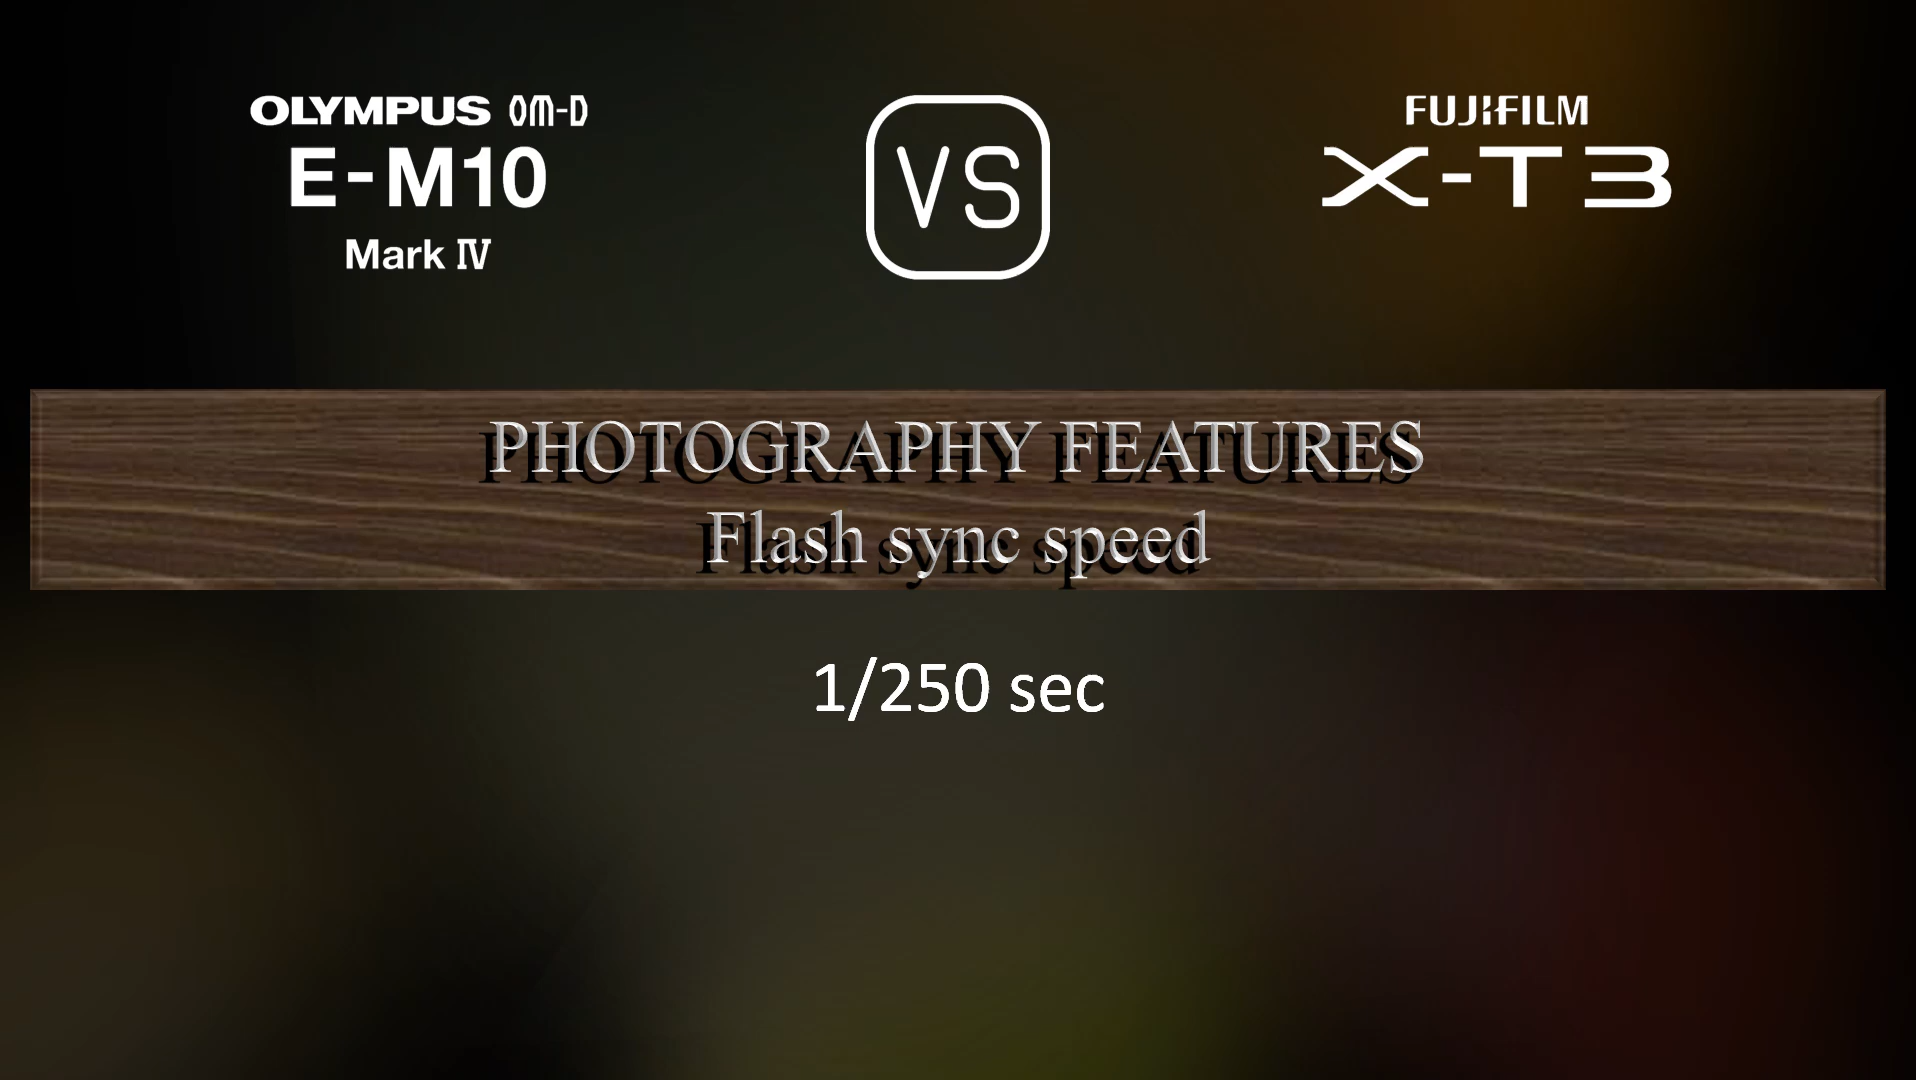 OLYMPUS OM-D
E-M10
Mark IV
VS
FUJIFILM
X-T3
PHOTOGRAPHY FEATURES
Flash sync speed
1/250 sec